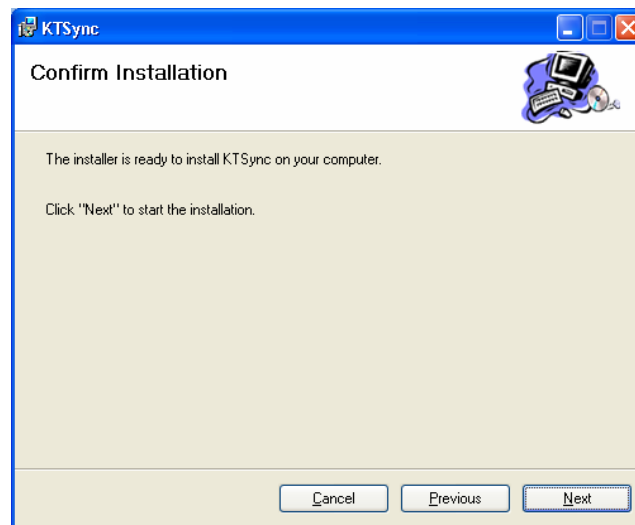 KTSync
Confirm Installation
The installer is ready to install KTSync on your computer.
Click "Next" to start the installation.
Cancel Previous Next